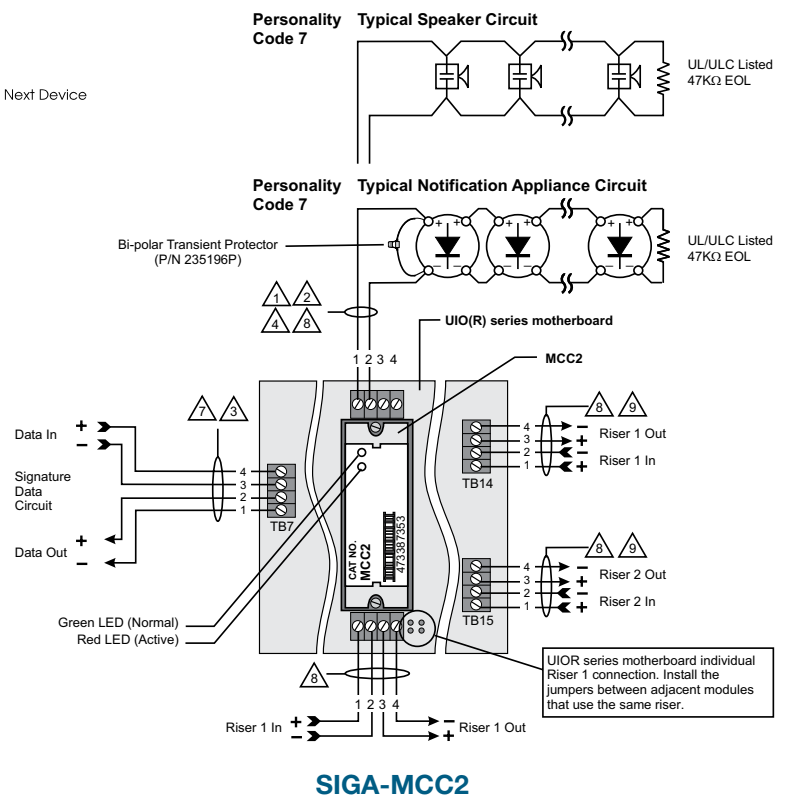 Personality Typical Speaker Circuit
Code 7
UL/ULC Listed
47KΩ EOL
Next Device
Personality Typical Notification Appliance Circuit
Code 7
+ +
+ +
+ +
Bi-polar Transient Protector
(P/N 235196P)
UL/ULC Listed
47KΩ EOL
– –
– –
– –
1 2
4 8
UIO(R) series motherboard
1 2 3 4
MCC2
7 3
8 9
Data In + –
4
3
2
1
TB7
Signature
Data
Circuit
Data Out + –
4 – Riser 1 Out
3 +
2 – Riser 1 In
1 +
TB14
CAT NO.
MCC2
473387353
8 9
4 – Riser 2 Out
3 +
2 – Riser 2 In
1 +
TB15
Green LED (Normal)
Red LED (Active)
UIOR series motherboard individual
Riser 1 connection. Install the
jumpers between adjacent modules
that use the same riser.
8
1 2 3 4
Riser 1 In + –
– + Riser 1 Out
SIGA-MCC2